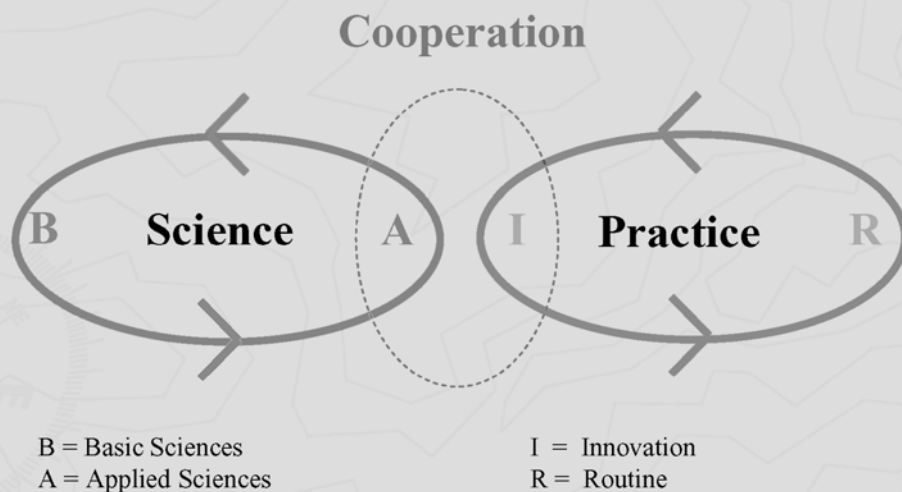 Cooperation
B Science A I Practice R
B = Basic Sciences
A = Applied Sciences
I = Innovation
R = Routine